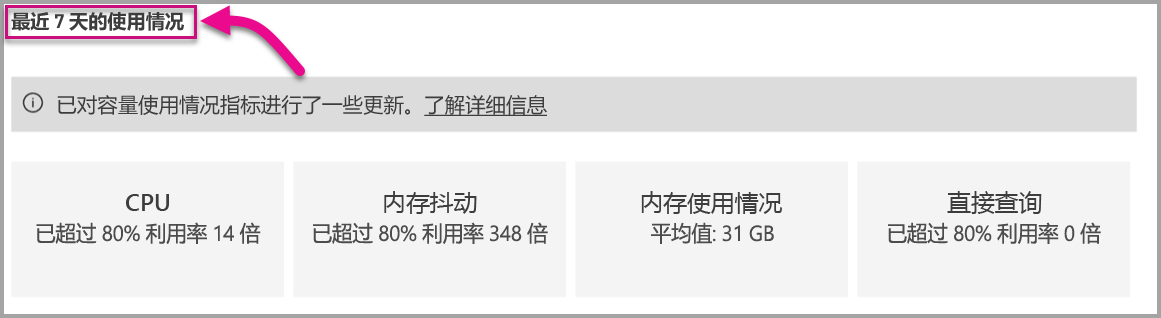 最近 7 天的使用情况
已对容量使用情况指标进行了一些更新。了解详细信息
CPU
已超过 80% 利用率 14 倍
内存抖动
已超过 80% 利用率 348 倍
内存使用情况
平均值: 31 GB
直接查询
已超过 80% 利用率 0 倍